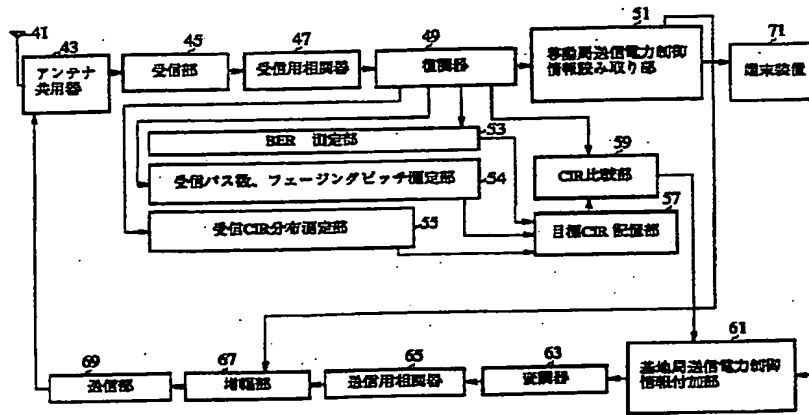 41
43
アンテナ
共用器
45
受信部
47
受信用相関器
49
復調器
51
移動局送信電力制御
情報読み取り部
71
端末装置
53
BER 測定部
54
受信パス数、フェージングピッチ測定部
55
受信CIR分布測定部
59
CIR比較部
57
目標CIR 記憶部
61
基地局送信電力制御
情報付加部
63
変調器
65
送信用相関器
67
増幅部
69
送信部